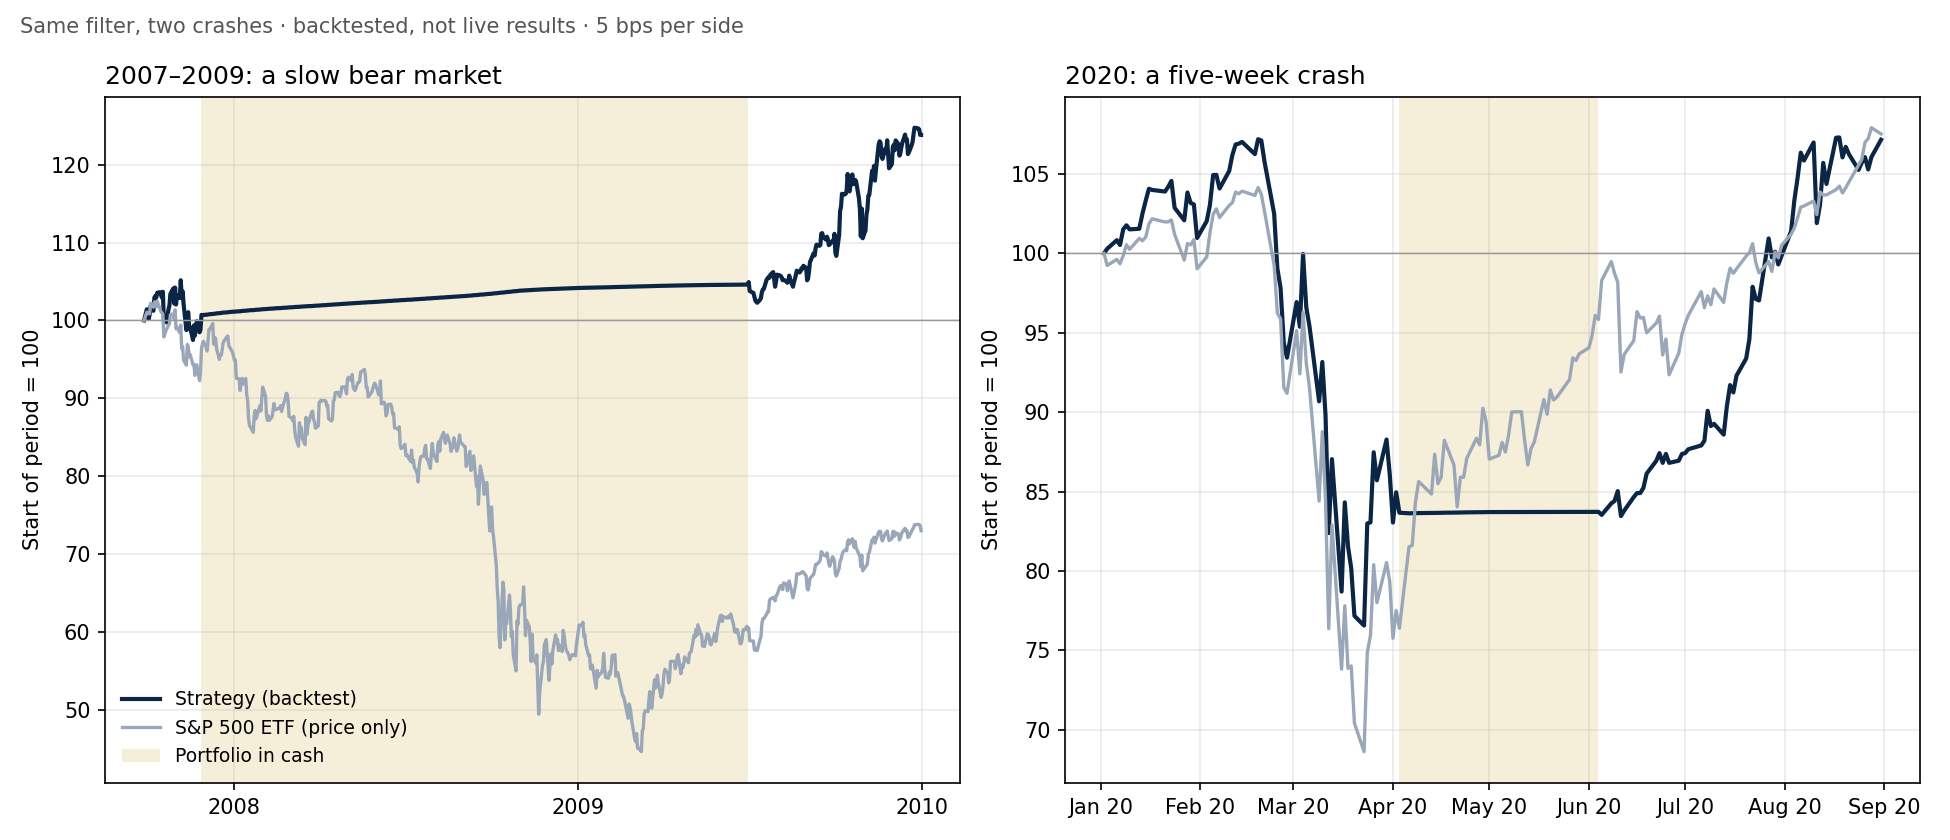 Same filter, two crashes · backtested, not live results · 5 bps per side
2007–2009: a slow bear market
Start of period = 100
120
110
100
90
80
70
60
50
Strategy (backtest)
S&P 500 ETF (price only)
Portfolio in cash
2008
2009
2010
2020: a five-week crash
Start of period = 100
105
100
95
90
85
80
75
70
Jan 20
Feb 20
Mar 20
Apr 20
May 20
Jun 20
Jul 20
Aug 20
Sep 20